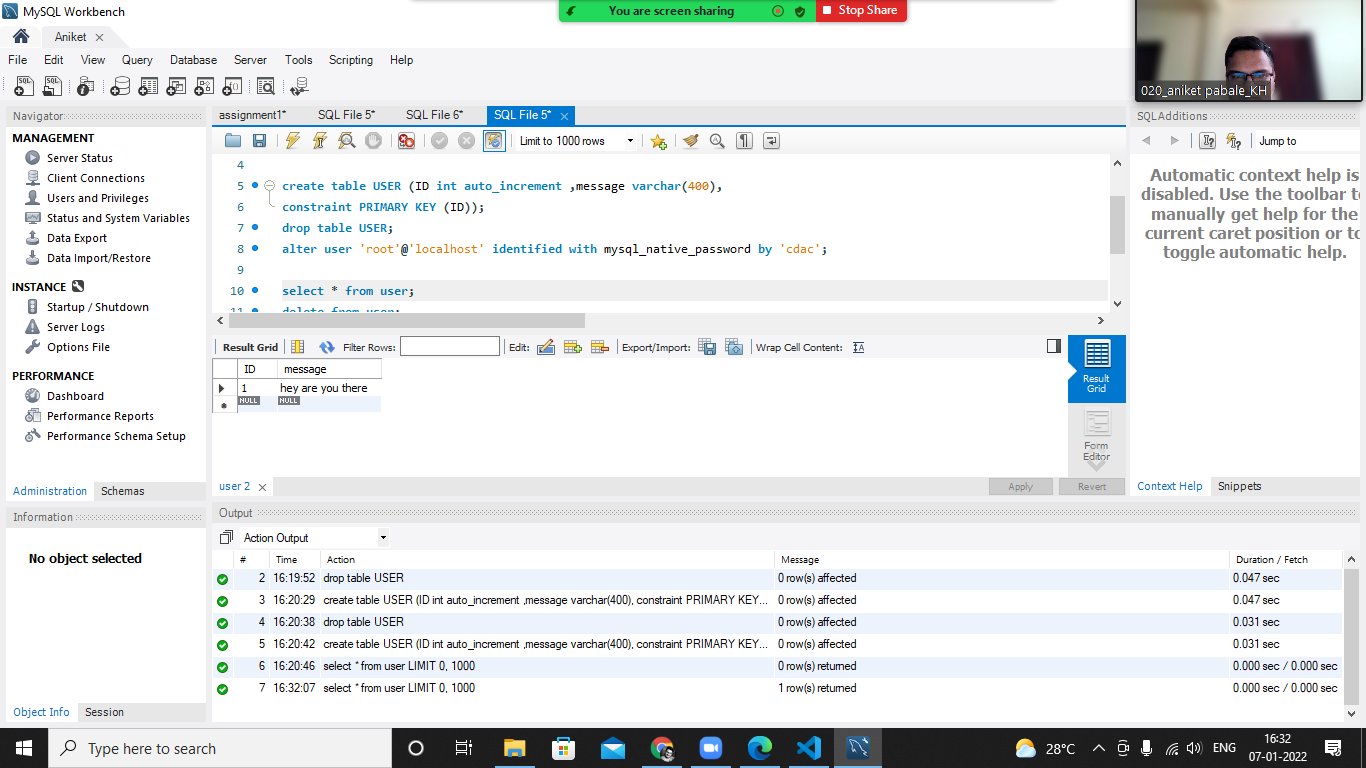 MySQL Workbench
You are screen sharing
Stop Share
Aniket
File Edit View Query Database Server Tools Scripting Help
020_aniket pabale_KH
Navigator
MANAGEMENT
Server Status
Client Connections
Users and Privileges
Status and System Variables
Data Export
Data Import/Restore
INSTANCE
Startup / Shutdown
Server Logs
Options File
PERFORMANCE
Dashboard
Performance Reports
Performance Schema Setup
Administration Schemas
Information
No object selected
Object Info Session
assignment1* SQL File 5* SQL File 6* SQL File 5*
Limit to 1000 rows
4
5 create table USER (ID int auto_increment ,message varchar(400),
6 constraint PRIMARY KEY (ID));
7 drop table USER;
8 alter user 'root'@'localhost' identified with mysql_native_password by 'cdac';
9
10 select * from user;
11 delete from user;
Result Grid Filter Rows: Edit: Export/Import: Wrap Cell Content:
ID message
1 hey are you there
NULL NULL
Result
Grid
Form
Editor
user 2
Apply Revert
SQLAdditions
Jump to
Automatic context help is
disabled. Use the toolbar to
manually get help for the
current caret position or to
toggle automatic help.
Context Help Snippets
Output
Action Output
# Time Action Message Duration / Fetch
2 16:19:52 drop table USER 0 row(s) affected 0.047 sec
3 16:20:29 create table USER (ID int auto_increment ,message varchar(400), constraint PRIMARY KEY... 0 row(s) affected 0.047 sec
4 16:20:38 drop table USER 0 row(s) affected 0.031 sec
5 16:20:42 create table USER (ID int auto_increment ,message varchar(400), constraint PRIMARY KEY... 0 row(s) affected 0.031 sec
6 16:20:46 select * from user LIMIT 0, 1000 0 row(s) returned 0.000 sec / 0.000 sec
7 16:32:07 select * from user LIMIT 0, 1000 1 row(s) returned 0.000 sec / 0.000 sec
Type here to search
28°C
ENG
16:32
07-01-2022